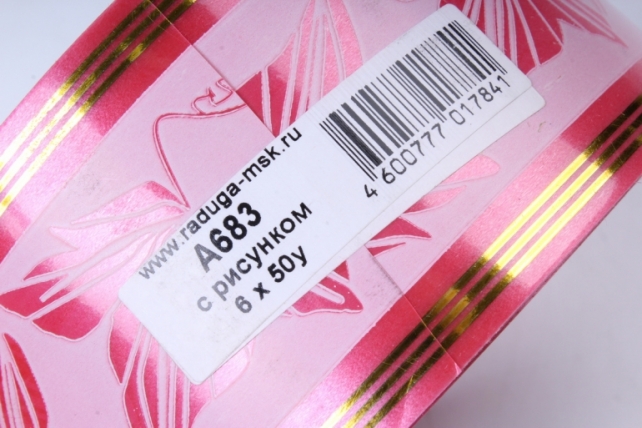 www.raduga-msk.ru
A683
с рисунком
6 x 50y
4 600777 017841